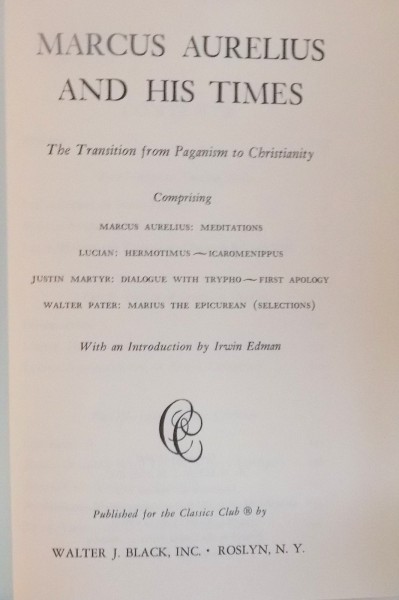 MARCUS AURELIUS
AND HIS TIMES
The Transition from Paganism to Christianity
Comprising
MARCUS AURELIUS: MEDITATIONS
LUCIAN: HERMOTIMUS~ICAROMENIPPUS
JUSTIN MARTYR: DIALOGUE WITH TRYPHO~FIRST APOLOGY
WALTER PATER: MARIUS THE EPICUREAN (SELECTIONS)
With an Introduction by Irwin Edman
CC
Published for the Classics Club ® by
WALTER J. BLACK, INC. · ROSLYN, N. Y.